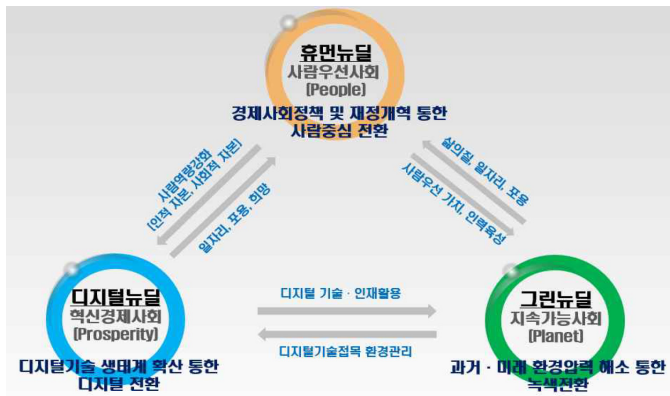 휴먼뉴딜
사람우선사회
(People)
경제사회정책 및 재정개혁 통한
사람중심 전환
사람역량강화
(인적 자본, 사회적 자본)
일자리, 포용, 희망
삶의질, 일자리, 포용
사람우선 가치, 인력육성
디지털뉴딜
혁신경제사회
(Prosperity)
디지털기술 생태계 확산 통한
디지털 전환
디지털 기술 · 인재활용
디지털기술접목 환경관리
그린뉴딜
지속가능사회
(Planet)
과거 · 미래 환경압력 해소 통한
녹색전환